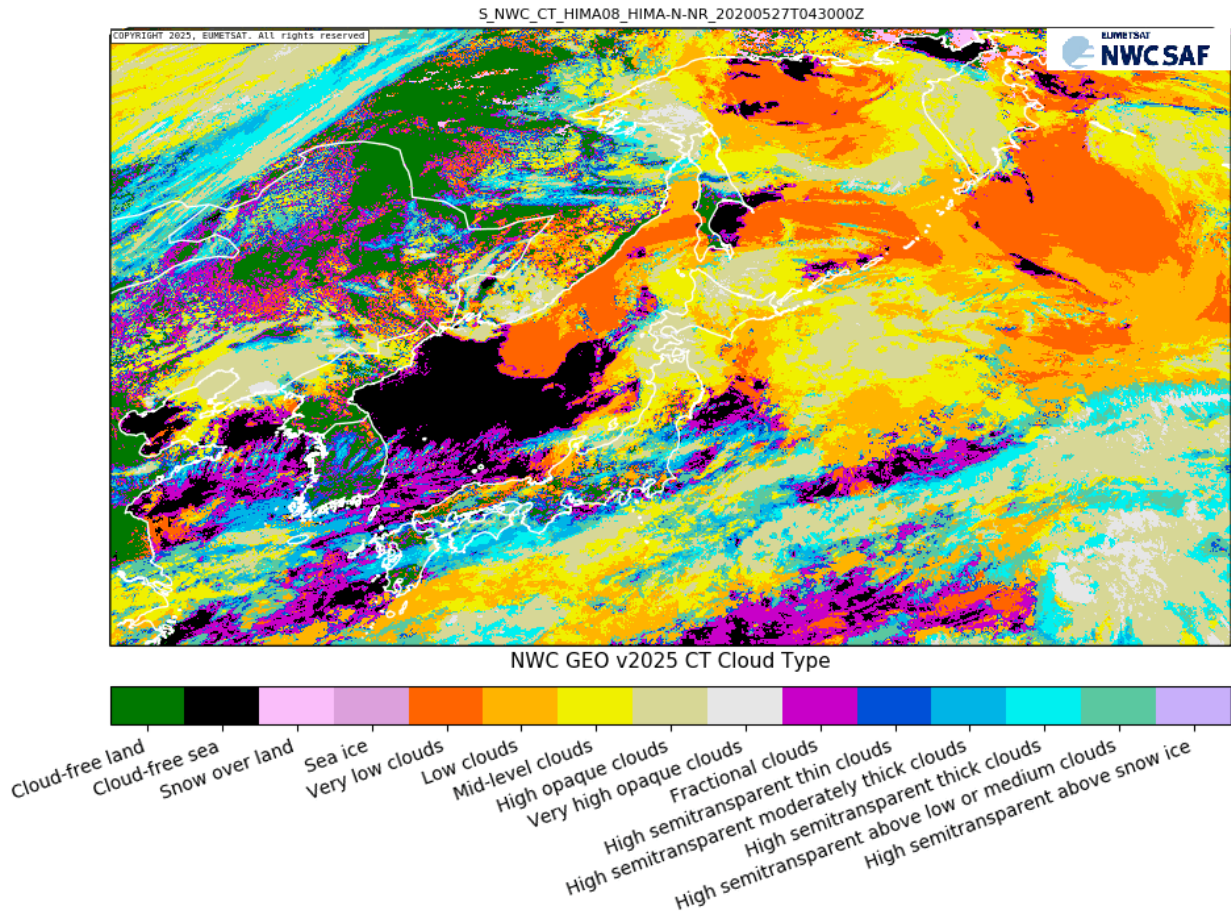 S_NWC_CT_HIMA08_HIMA-N-NR_20200527T043000Z
COPYRIGHT 2025, EUMETSAT. All rights reserved
EUMETSAT
NWC SAF
NWC GEO v2025 CT Cloud Type
Cloud-free land
Cloud-free sea
Snow over land
Sea ice
Very low clouds
Low clouds
Mid-level clouds
High opaque clouds
Very high opaque clouds
Fractional clouds
High semitransparent thin clouds
High semitransparent moderately thick clouds
High semitransparent thick clouds
High semitransparent above low or medium clouds
High semitransparent above snow ice